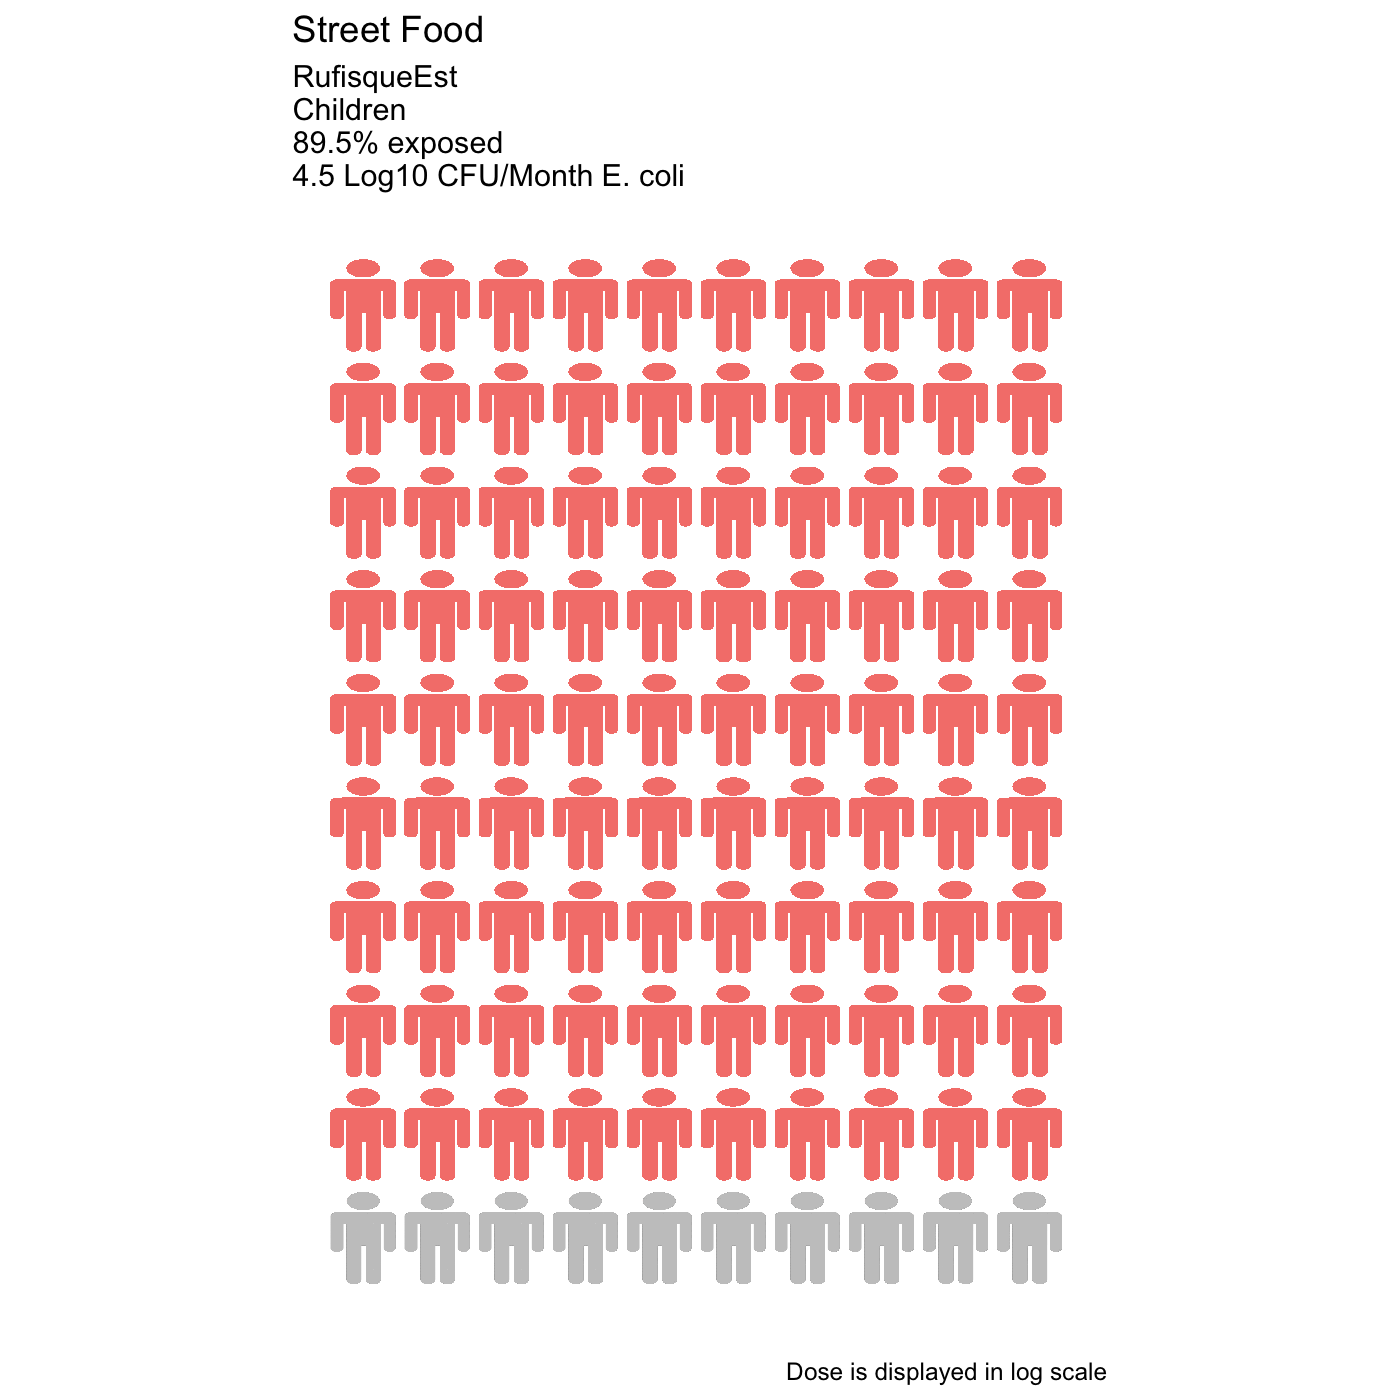 Street Food
RufisqueEst
Children
89.5% exposed
4.5 Log10 CFU/Month E. coli
Dose is displayed in log scale